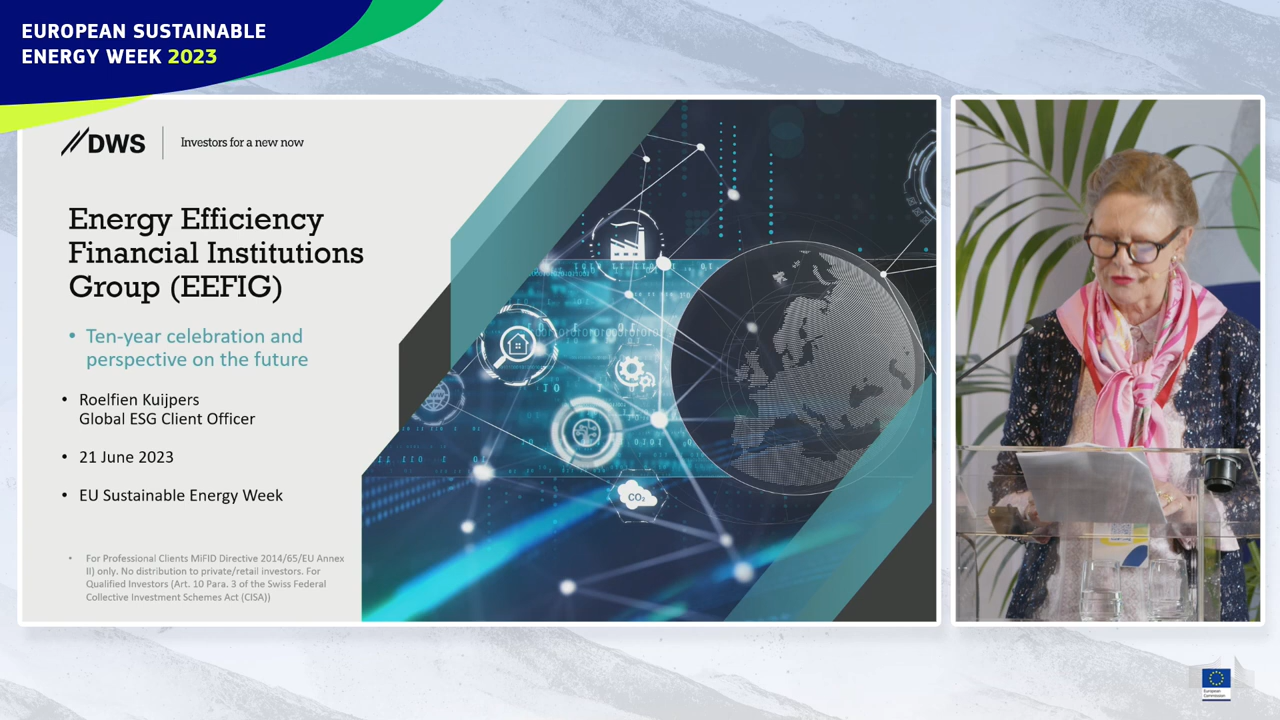 EUROPEAN SUSTAINABLE
ENERGY WEEK 2023
DWS
Investors for a new now
Energy Efficiency
Financial Institutions
Group (EEFIG)
• Ten-year celebration and
perspective on the future
• Roelfien Kuijpers
Global ESG Client Officer
• 21 June 2023
• EU Sustainable Energy Week
• For Professional Clients MiFID Directive 2014/65/EU Annex
II) only. No distribution to private/retail investors. For
Qualified Investors (Art. 10 Para. 3 of the Swiss Federal
Collective Investment Schemes Act (CISA))
CO₂
European
Commission